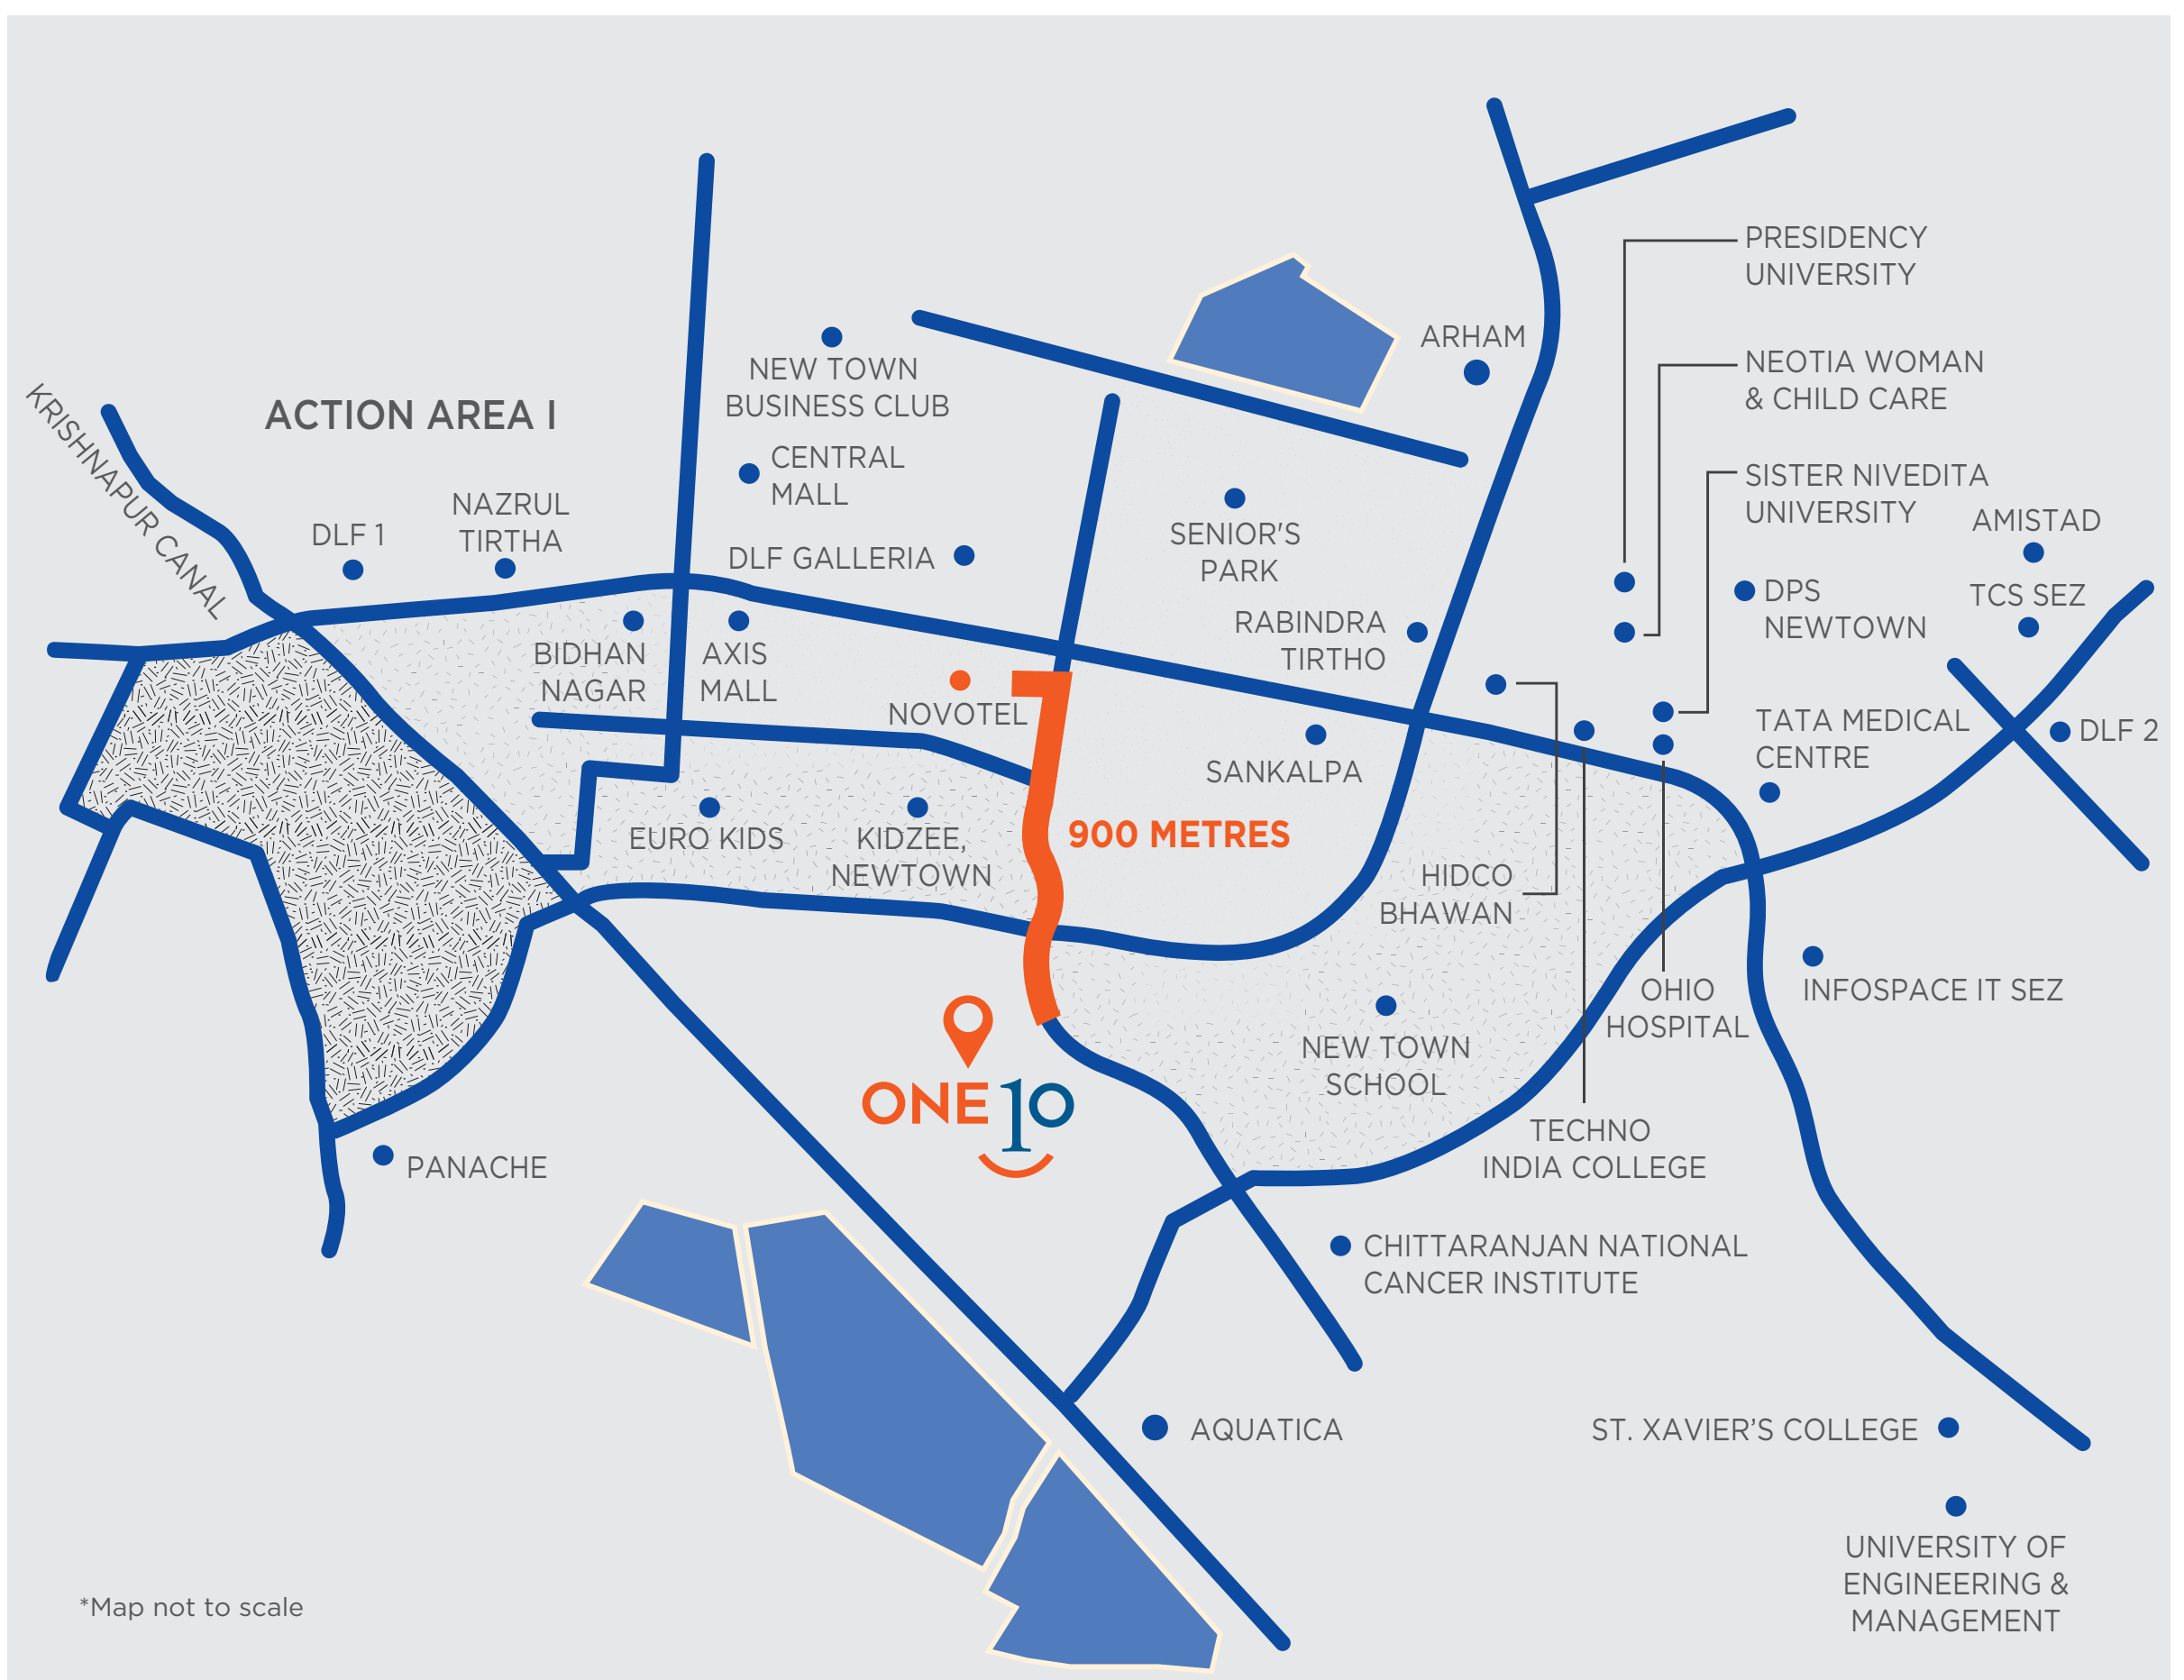 PRESIDENCY
UNIVERSITY
ARHAM
NEW TOWN
BUSINESS CLUB
NEOTIA WOMAN
& CHILD CARE
KRISHNAPUR CANAL
ACTION AREA I
CENTRAL
MALL
SISTER NIVEDITA
UNIVERSITY
NAZRUL
TIRTHA
DLF 1
DLF GALLERIA
SENIOR'S
PARK
AMISTAD
DPS
NEWTOWN
TCS SEZ
RABINDRA
TIRTHO
BIDHAN
NAGAR
AXIS
MALL
NOVOTEL
TATA MEDICAL
CENTRE
DLF 2
SANKALPA
EURO KIDS
KIDZEE,
NEWTOWN
900 METRES
HIDCO
BHAWAN
OHIO
HOSPITAL
INFOSPACE IT SEZ
NEW TOWN
SCHOOL
ONE10
TECHNO
INDIA COLLEGE
PANACHE
CHITTARANJAN NATIONAL
CANCER INSTITUTE
AQUATICA
ST. XAVIER’S COLLEGE
UNIVERSITY OF
ENGINEERING &
MANAGEMENT
*Map not to scale